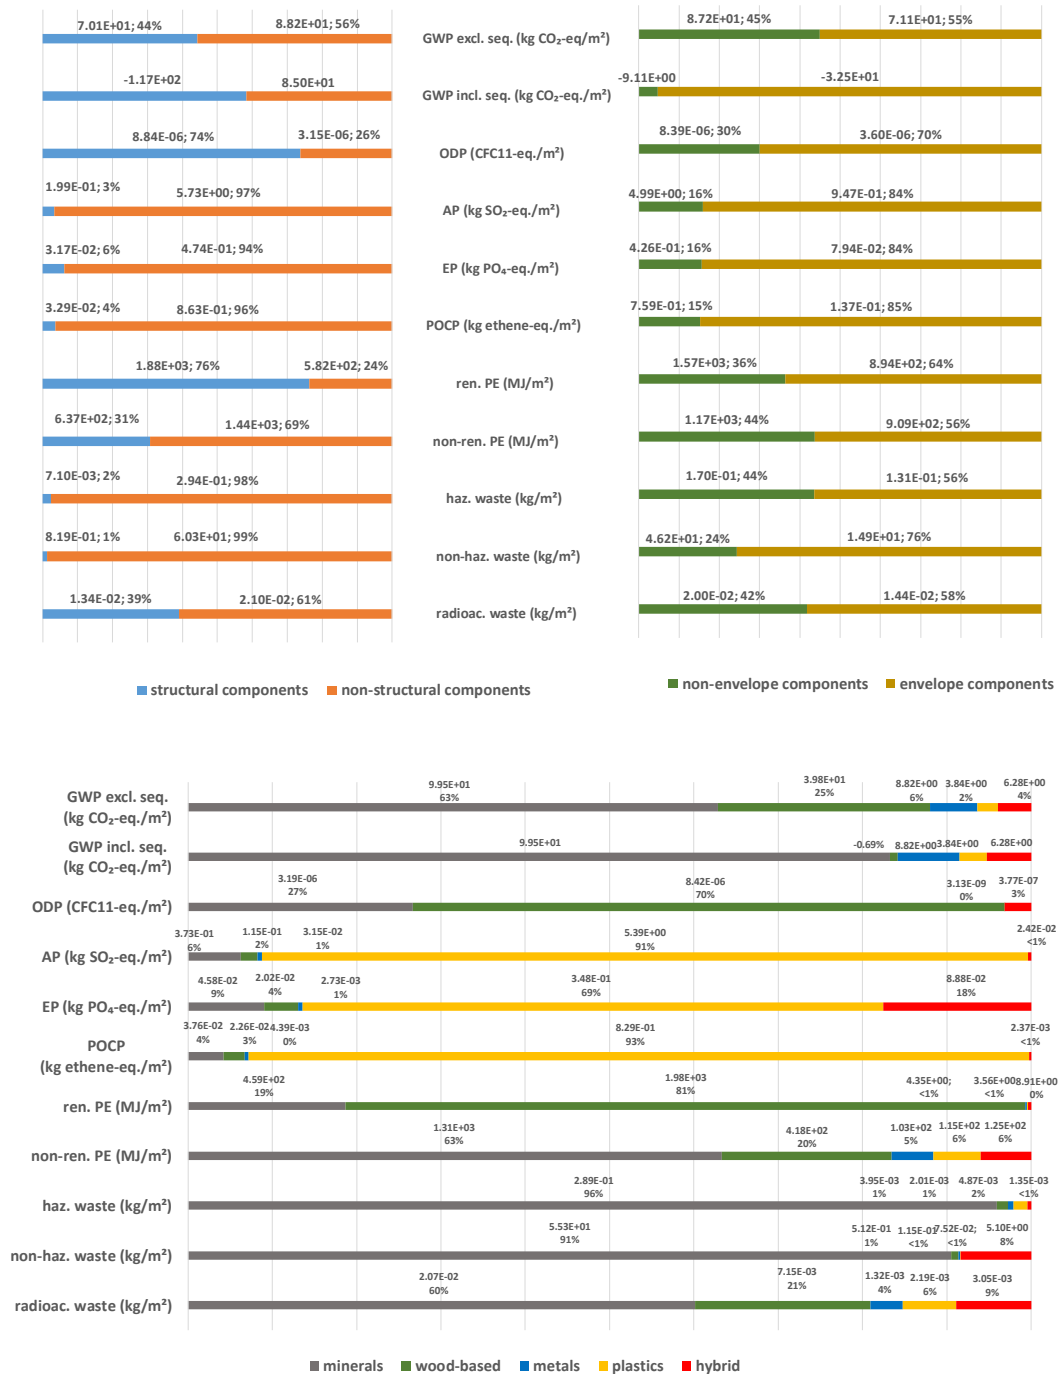 7.01E+01; 44%
8.82E+01; 56%
GWP excl. seq. (kg CO₂-eq/m²)
8.72E+01; 45%
7.11E+01; 55%
-1.17E+02
8.50E+01
GWP incl. seq. (kg CO₂-eq./m²)
-9.11E+00
-3.25E+01
8.84E-06; 74%
3.15E-06; 26%
ODP (CFC11-eq./m²)
8.39E-06; 30%
3.60E-06; 70%
1.99E-01; 3%
5.73E+00; 97%
AP (kg SO₂-eq./m²)
4.99E+00; 16%
9.47E-01; 84%
3.17E-02; 6%
4.74E-01; 94%
EP (kg PO₄-eq./m²)
4.26E-01; 16%
7.94E-02; 84%
3.29E-02; 4%
8.63E-01; 96%
POCP (kg ethene-eq./m²)
7.59E-01; 15%
1.37E-01; 85%
1.88E+03; 76%
5.82E+02; 24%
ren. PE (MJ/m²)
1.57E+03; 36%
8.94E+02; 64%
6.37E+02; 31%
1.44E+03; 69%
non-ren. PE (MJ/m²)
1.17E+03; 44%
9.09E+02; 56%
7.10E-03; 2%
2.94E-01; 98%
haz. waste (kg/m²)
1.70E-01; 44%
1.31E-01; 56%
8.19E-01; 1%
6.03E+01; 99%
non-haz. waste (kg/m²)
4.62E+01; 24%
1.49E+01; 76%
1.34E-02; 39%
2.10E-02; 61%
radioac. waste (kg/m²)
2.00E-02; 42%
1.44E-02; 58%
structural components
non-structural components
non-envelope components
envelope components
GWP excl. seq.
(kg CO₂-eq./m²)
9.95E+01
63%
3.98E+01
25%
8.82E+00
6%
3.84E+00
2%
6.28E+00
4%
GWP incl. seq.
(kg CO₂-eq./m²)
9.95E+01
-0.69%
8.82E+00
3.84E+00
6.28E+00
ODP (CFC11-eq./m²)
3.19E-06
27%
8.42E-06
70%
3.13E-09
0%
3.77E-07
3%
AP (kg SO₂-eq./m²)
3.73E-01
6%
1.15E-01
2%
3.15E-02
1%
5.39E+00
91%
2.42E-02
<1%
EP (kg PO₄-eq./m²)
4.58E-02
9%
2.02E-02
4%
2.73E-03
1%
3.48E-01
69%
8.88E-02
18%
POCP
(kg ethene-eq./m²)
3.76E-02
4%
2.26E-02
3%
4.39E-03
0%
8.29E-01
93%
2.37E-03
<1%
ren. PE (MJ/m²)
4.59E+02
19%
1.98E+03
81%
4.35E+00;
<1%
3.56E+00
<1%
8.91E+00
0%
non-ren. PE (MJ/m²)
1.31E+03
63%
4.18E+02
20%
1.03E+02
5%
1.15E+02
6%
1.25E+02
6%
haz. waste (kg/m²)
2.89E-01
96%
3.95E-03
1%
2.01E-03
1%
4.87E-03
2%
1.35E-03
<1%
non-haz. waste (kg/m²)
5.53E+01
91%
5.12E-01
1%
1.15E-01
<1%
7.52E-02;
<1%
5.10E+00
8%
radioac. waste (kg/m²)
2.07E-02
60%
7.15E-03
21%
1.32E-03
4%
2.19E-03
6%
3.05E-03
9%
minerals
wood-based
metals
plastics
hybrid